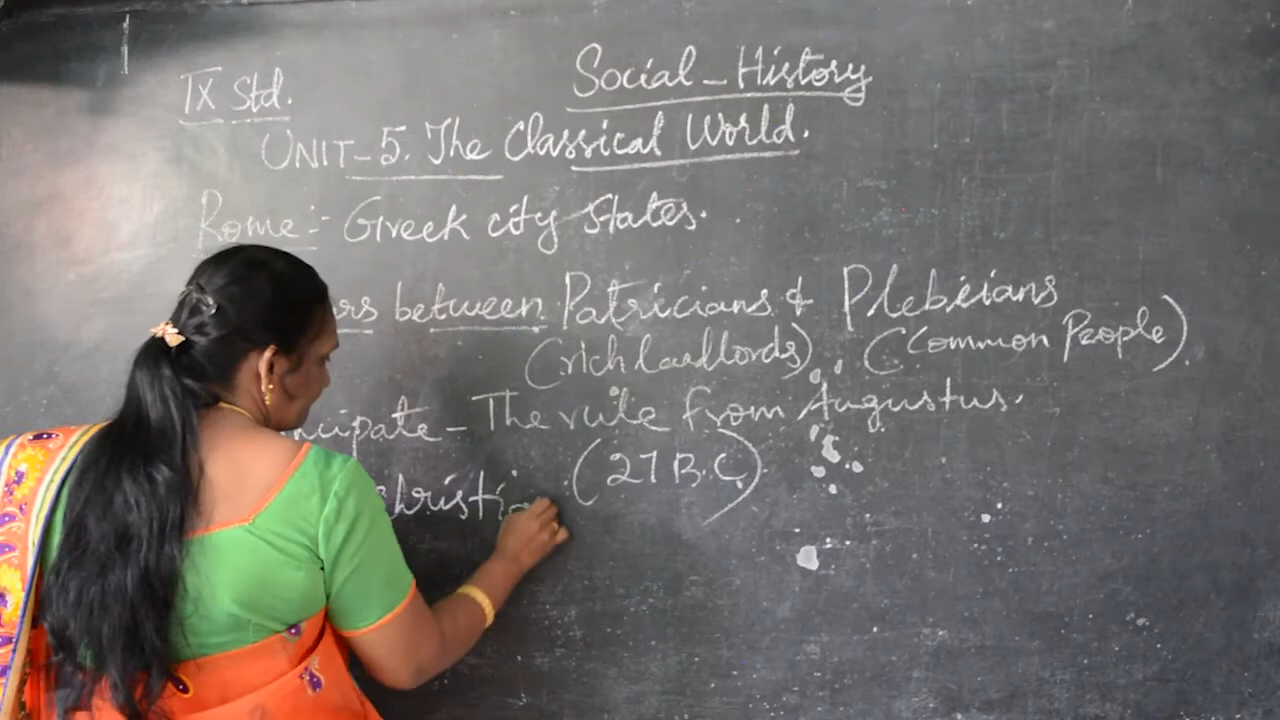 Social - History
IX Std.
UNIT - 5. The Classical World.
Rome:- Greek city States.
between Patricians & Plebeians
(rich landlords), (Common People).
The rule from Augustus.
(27 B.C)